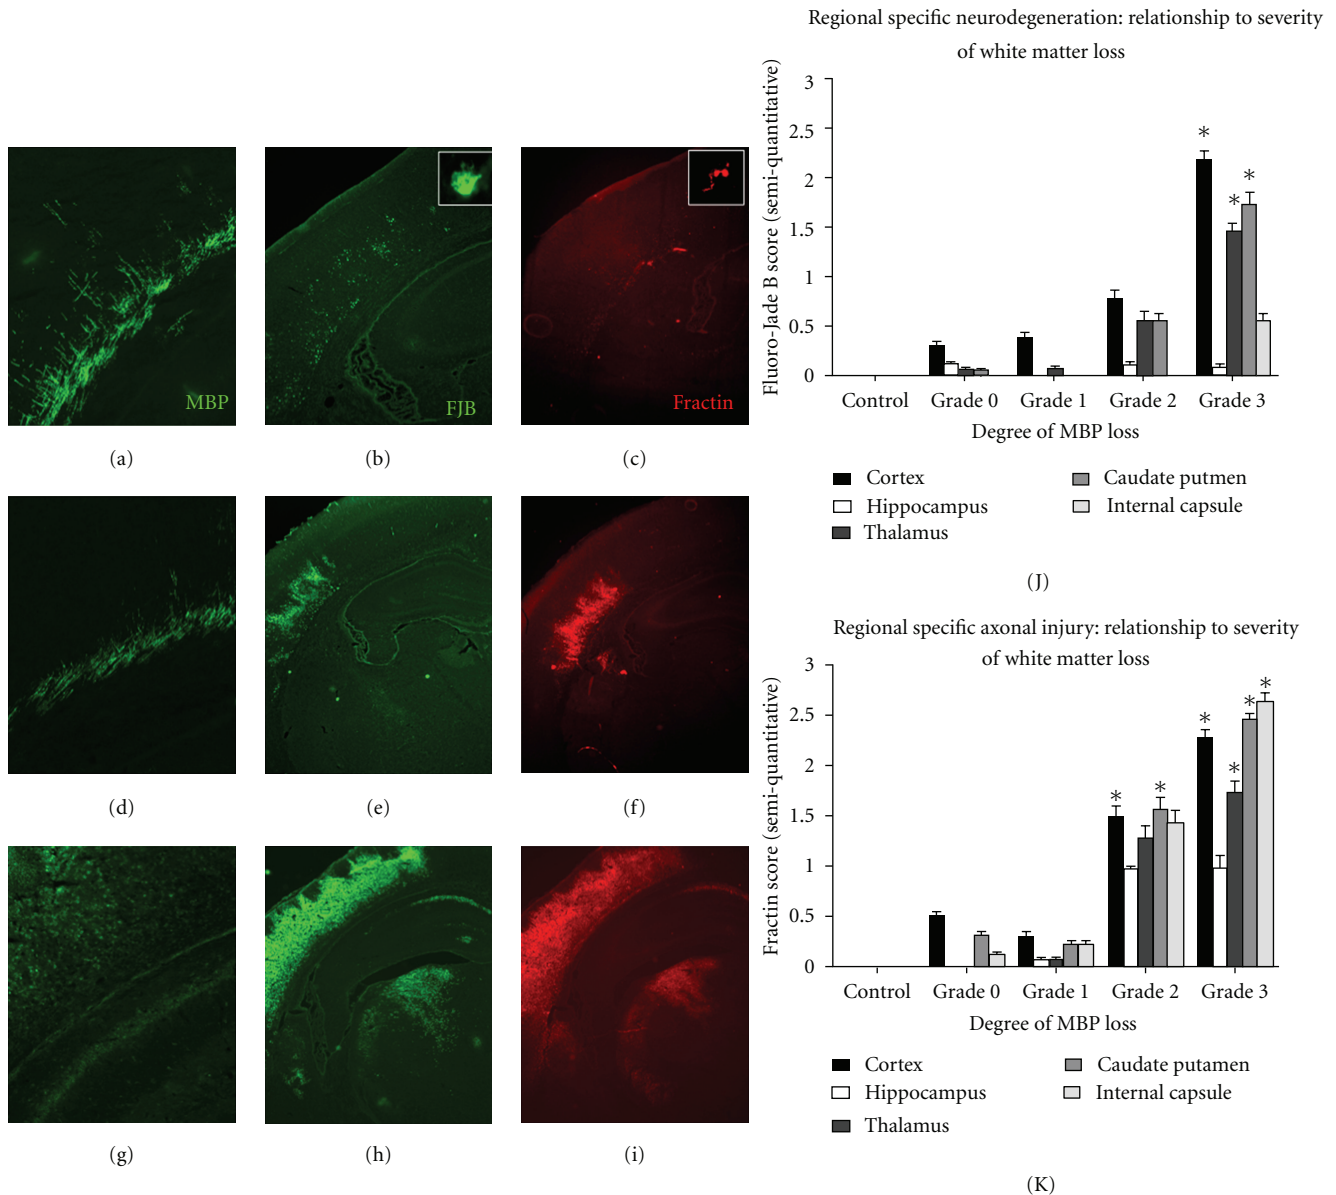 MBP
(a)
FJB
(b)
Fractin
(c)
(d)
(e)
(f)
(g)
(h)
(i)
Regional specific neurodegeneration: relationship to severity
of white matter loss
Fluoro-Jade B score (semi-quantitative)
3
2.5
2
1.5
1
0.5
0
Control Grade 0 Grade 1 Grade 2 Grade 3
* * *
Degree of MBP loss
Cortex Caudate putmen
Hippocampus Internal capsule
Thalamus
(J)
Regional specific axonal injury: relationship to severity
of white matter loss
Fractin score (semi-quantitative)
3
2.5
2
1.5
1
0.5
0
* * * * * *
Control Grade 0 Grade 1 Grade 2 Grade 3
Degree of MBP loss
Cortex Caudate putamen
Hippocampus Internal capsule
Thalamus
(K)